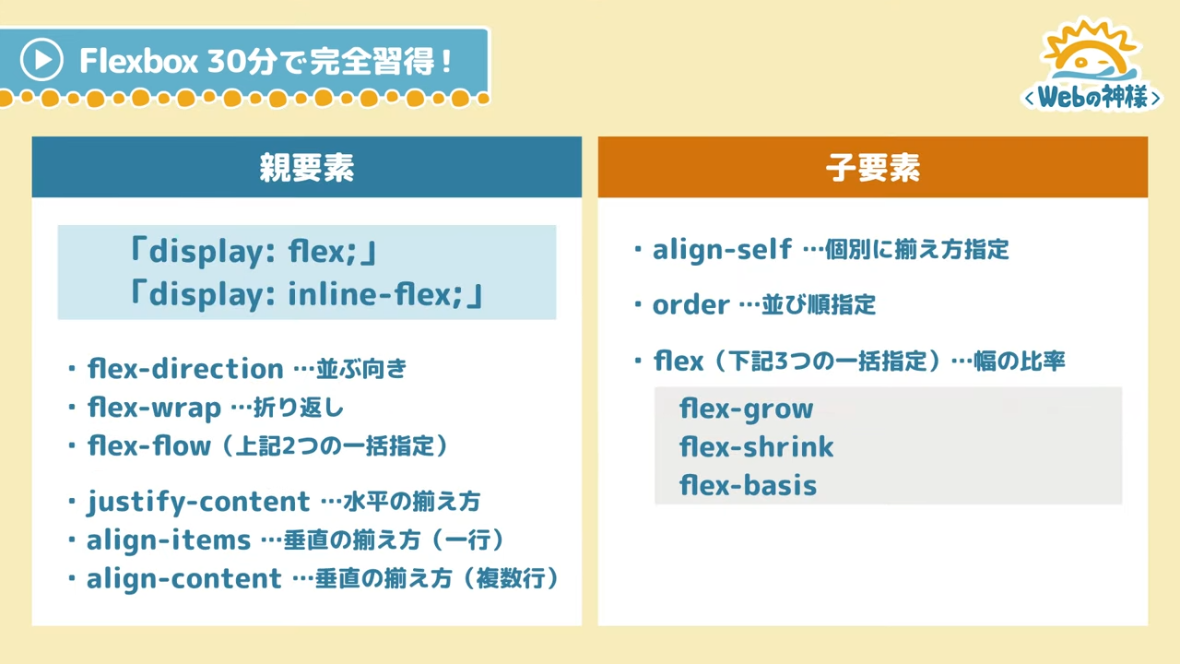 Flexbox 30分で完全習得！
<Webの神様>
親要素
「display: flex;」
「display: inline-flex;」
・flex-direction …並ぶ向き
・flex-wrap …折り返し
・flex-flow（上記2つの一括指定）
・justify-content …水平の揃え方
・align-items …垂直の揃え方（一行）
・align-content …垂直の揃え方（複数行）
子要素
・align-self …個別に揃え方指定
・order …並び順指定
・flex（下記3つの一括指定）…幅の比率
flex-grow
flex-shrink
flex-basis